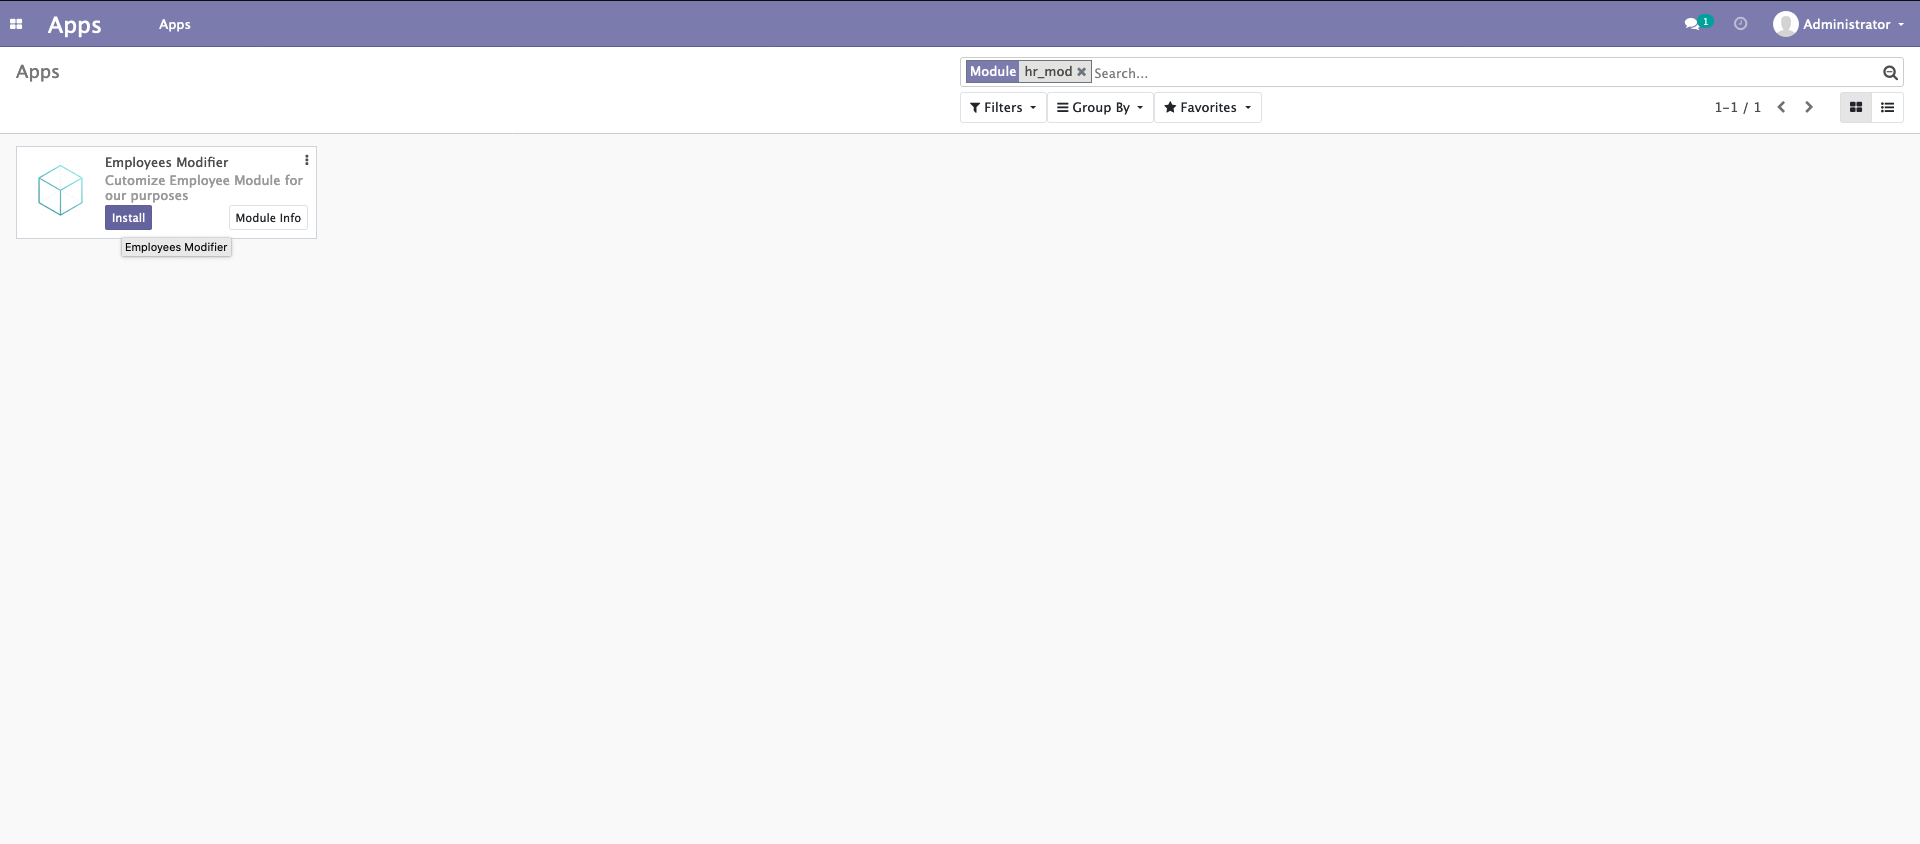 Apps
Apps
1
Administrator
Apps
Module hr_mod Search...
Filters
Group By
Favorites
1-1 / 1
Employees Modifier
Cutomize Employee Module for
our purposes
Install
Module Info
Employees Modifier